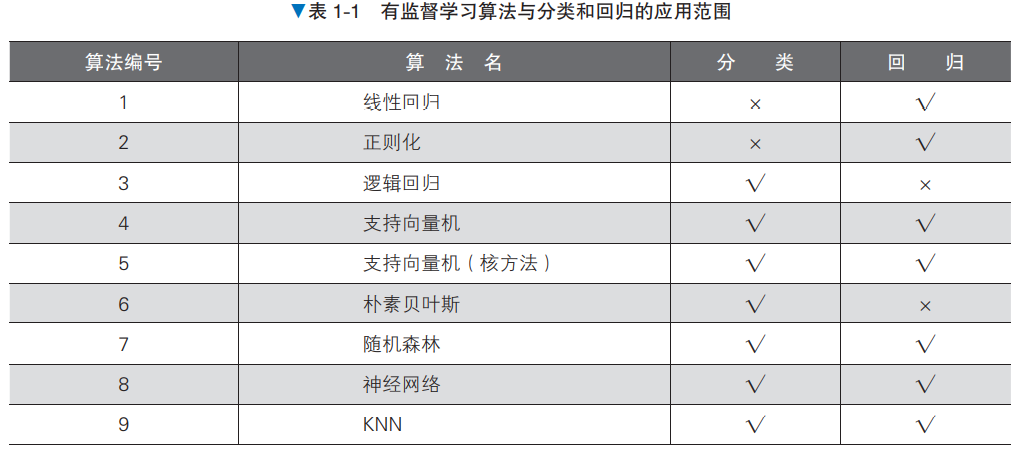 ▼表 1-1 有监督学习算法与分类和回归的应用范围
算法编号 算 法 名 分 类 回 归
1 线性回归 × √
2 正则化 × √
3 逻辑回归 √ ×
4 支持向量机 √ √
5 支持向量机（核方法） √ √
6 朴素贝叶斯 √ ×
7 随机森林 √ √
8 神经网络 √ √
9 KNN √ √